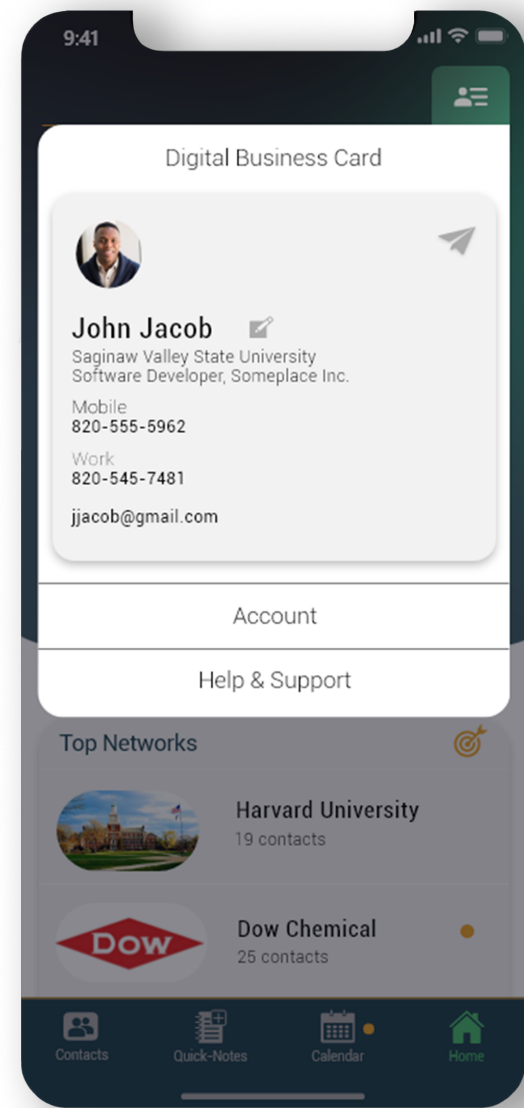 9:41
Digital Business Card
John Jacob
Saginaw Valley State University
Software Developer, Someplace Inc.
Mobile
820-555-5962
Work
820-545-7481
jjacob@gmail.com
Account
Help & Support
Top Networks
Harvard University
19 contacts
Dow
Dow Chemical
25 contacts
Contacts
Quick-Notes
Calendar
Home